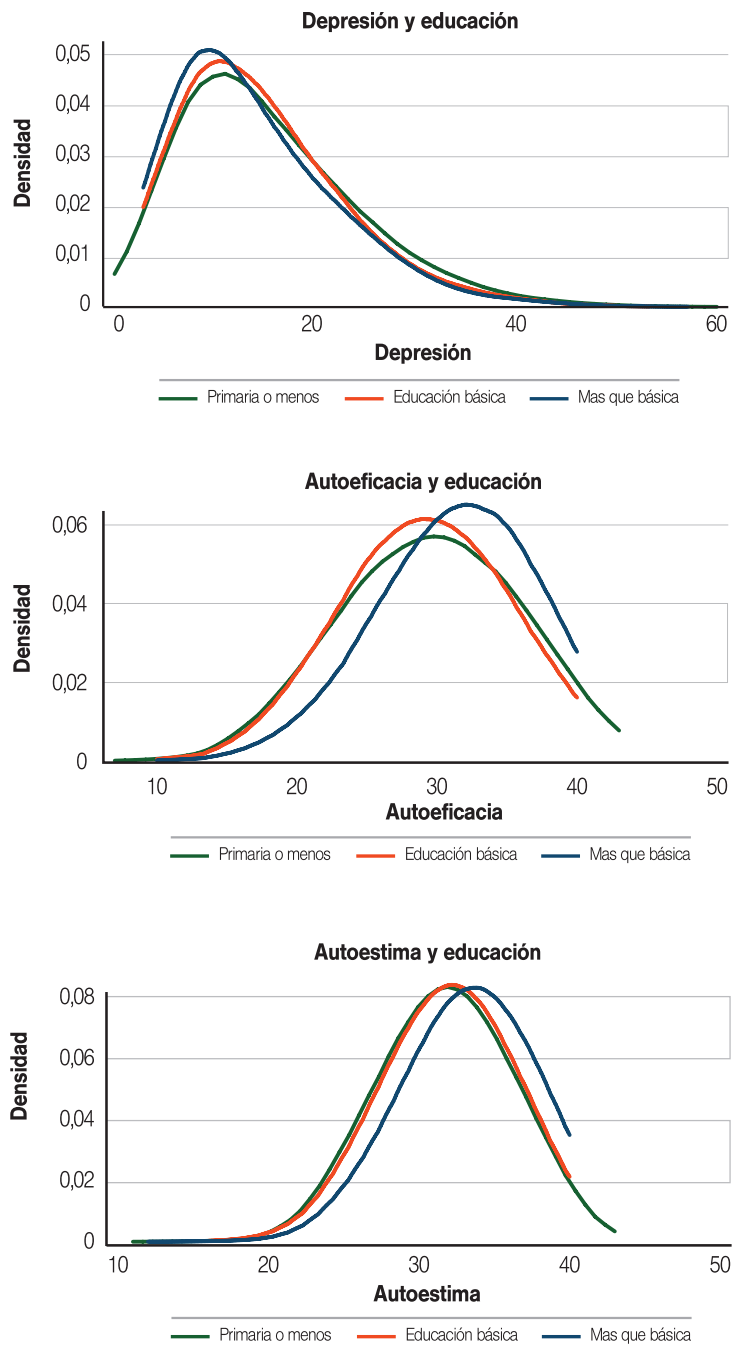 Depresión y educación
Densidad
0,05
0,04
0,03
0,02
0,01
0
0 20 40 60
Depresión
Primaria o menos Educación básica Mas que básica
Autoeficacia y educación
Densidad
0,06
0,04
0,02
0
10 20 30 40 50
Autoeficacia
Primaria o menos Educación básica Mas que básica
Autoestima y educación
Densidad
0,08
0,06
0,04
0,02
0
10 20 30 40 50
Autoestima
Primaria o menos Educación básica Mas que básica